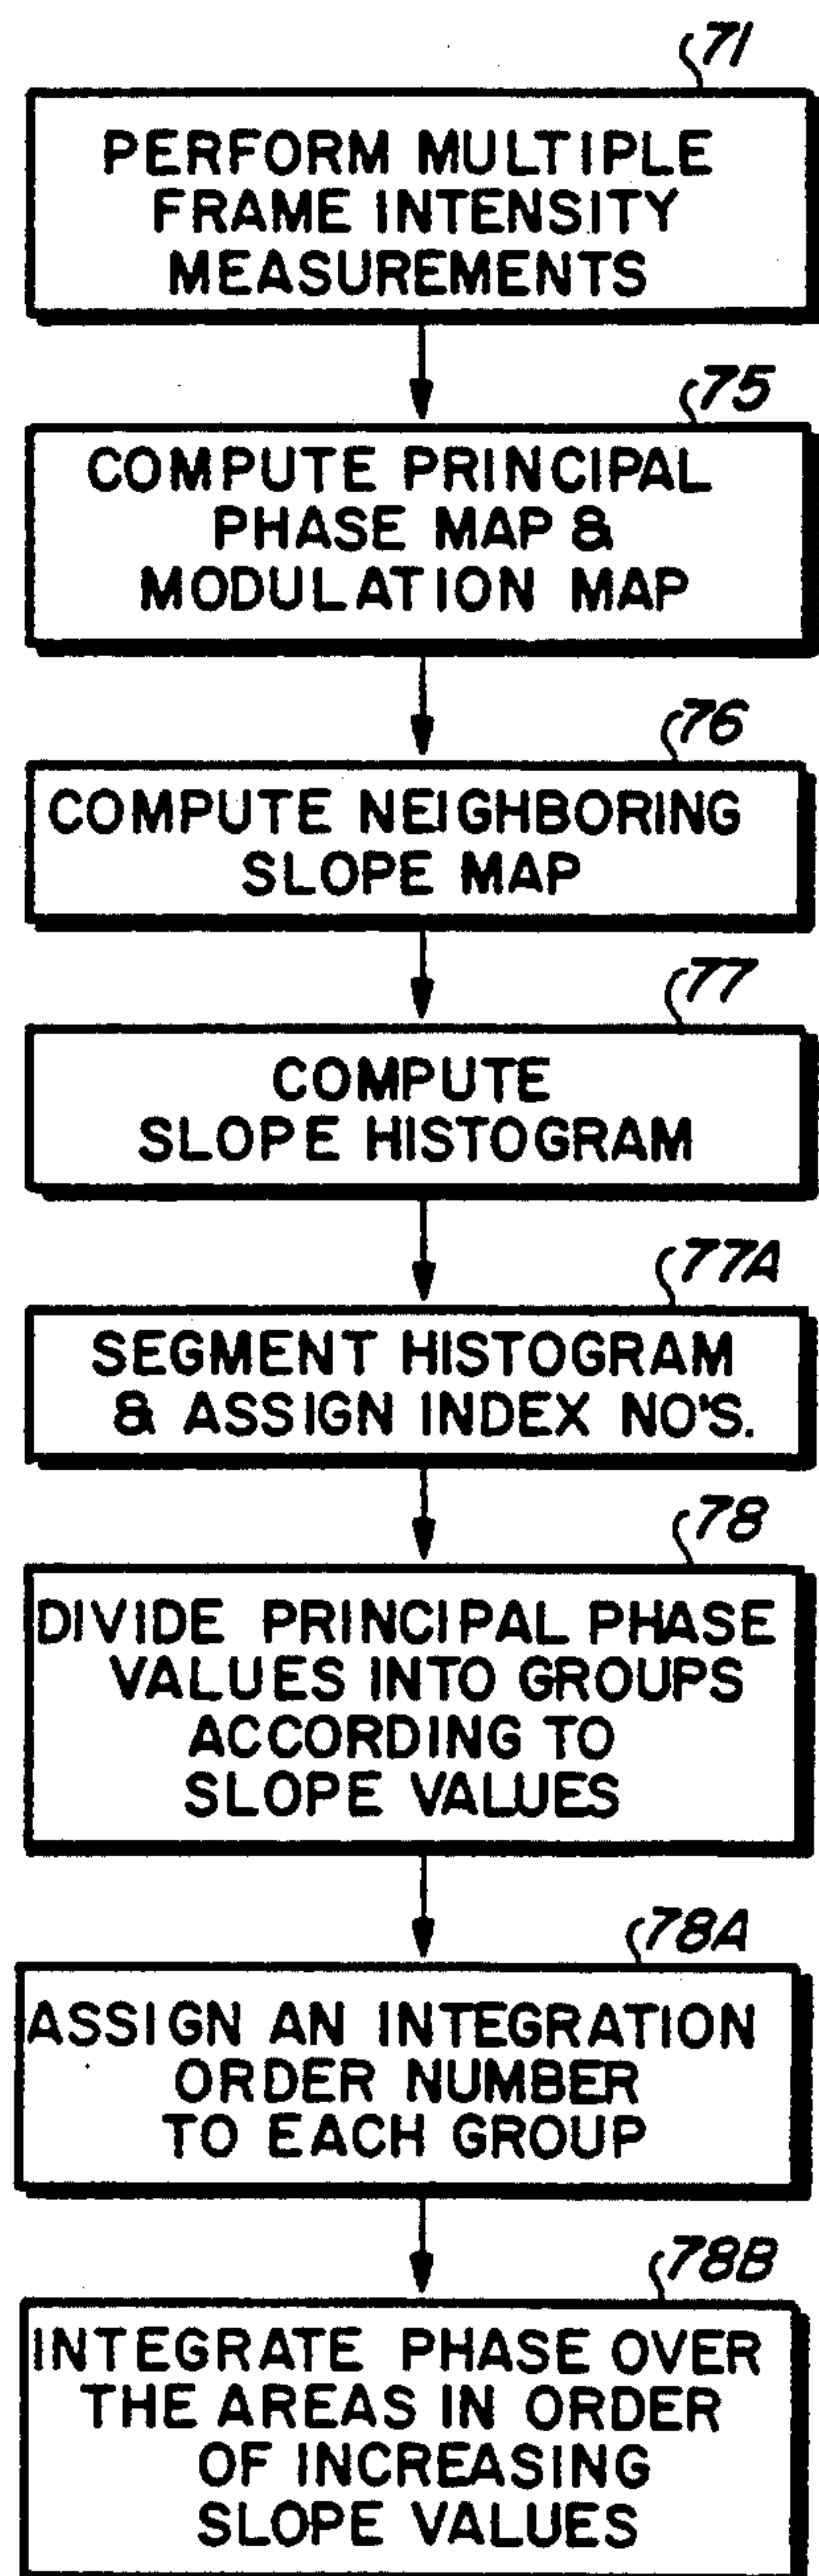 71
PERFORM MULTIPLE
FRAME INTENSITY
MEASUREMENTS
75
COMPUTE PRINCIPAL
PHASE MAP &
MODULATION MAP
76
COMPUTE NEIGHBORING
SLOPE MAP
77
COMPUTE
SLOPE HISTOGRAM
77A
SEGMENT HISTOGRAM
& ASSIGN INDEX NO'S.
78
DIVIDE PRINCIPAL PHASE
VALUES INTO GROUPS
ACCORDING TO
SLOPE VALUES
78A
ASSIGN AN INTEGRATION
ORDER NUMBER
TO EACH GROUP
78B
INTEGRATE PHASE OVER
THE AREAS IN ORDER
OF INCREASING
SLOPE VALUES